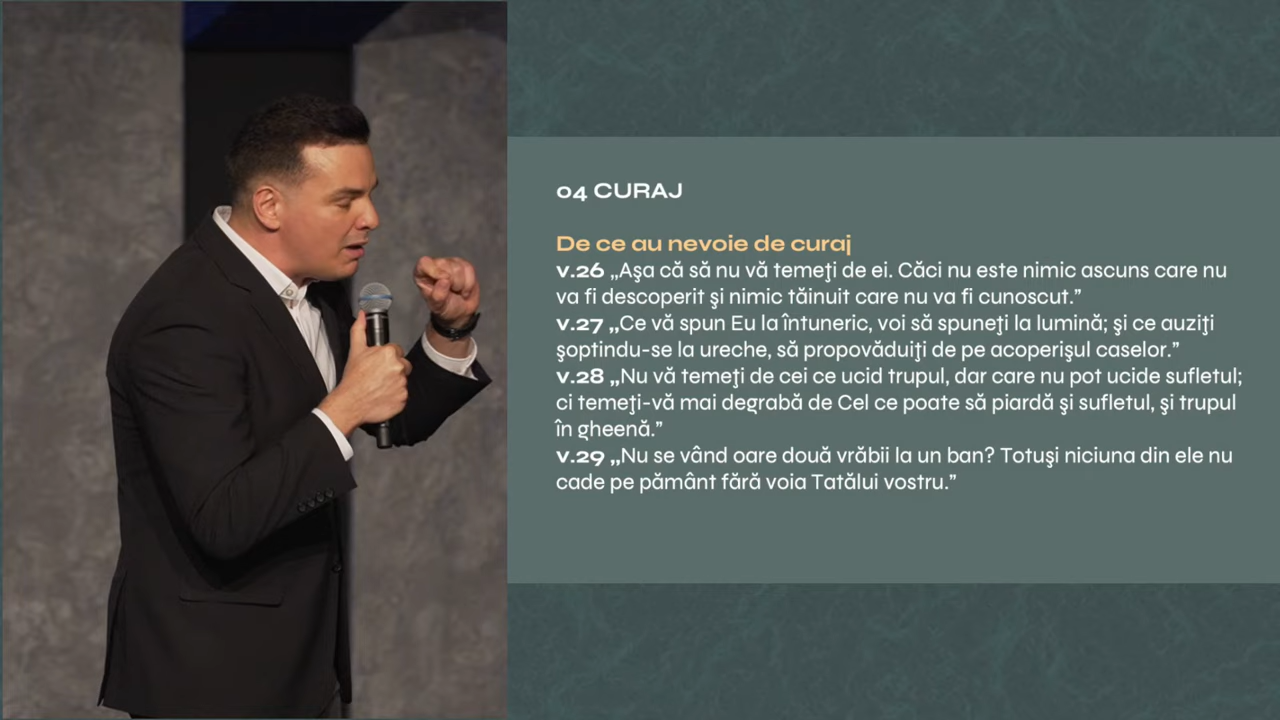 04 CURAJ
De ce au nevoie de curaj
v.26 „Aşa că să nu vă temeţi de ei. Căci nu este nimic ascuns care nu
va fi descoperit şi nimic tăinuit care nu va fi cunoscut.”
v.27 „Ce vă spun Eu la întuneric, voi să spuneţi la lumină; şi ce auziţi
şoptindu-se la ureche, să propovăduiţi de pe acoperişul caselor.”
v.28 „Nu vă temeţi de cei ce ucid trupul, dar care nu pot ucide sufletul;
ci temeţi-vă mai degrabă de Cel ce poate să piardă şi sufletul, şi trupul
în gheenă.”
v.29 „Nu se vând oare două vrăbii la un ban? Totuşi niciuna din ele nu
cade pe pământ fără voia Tatălui vostru.”